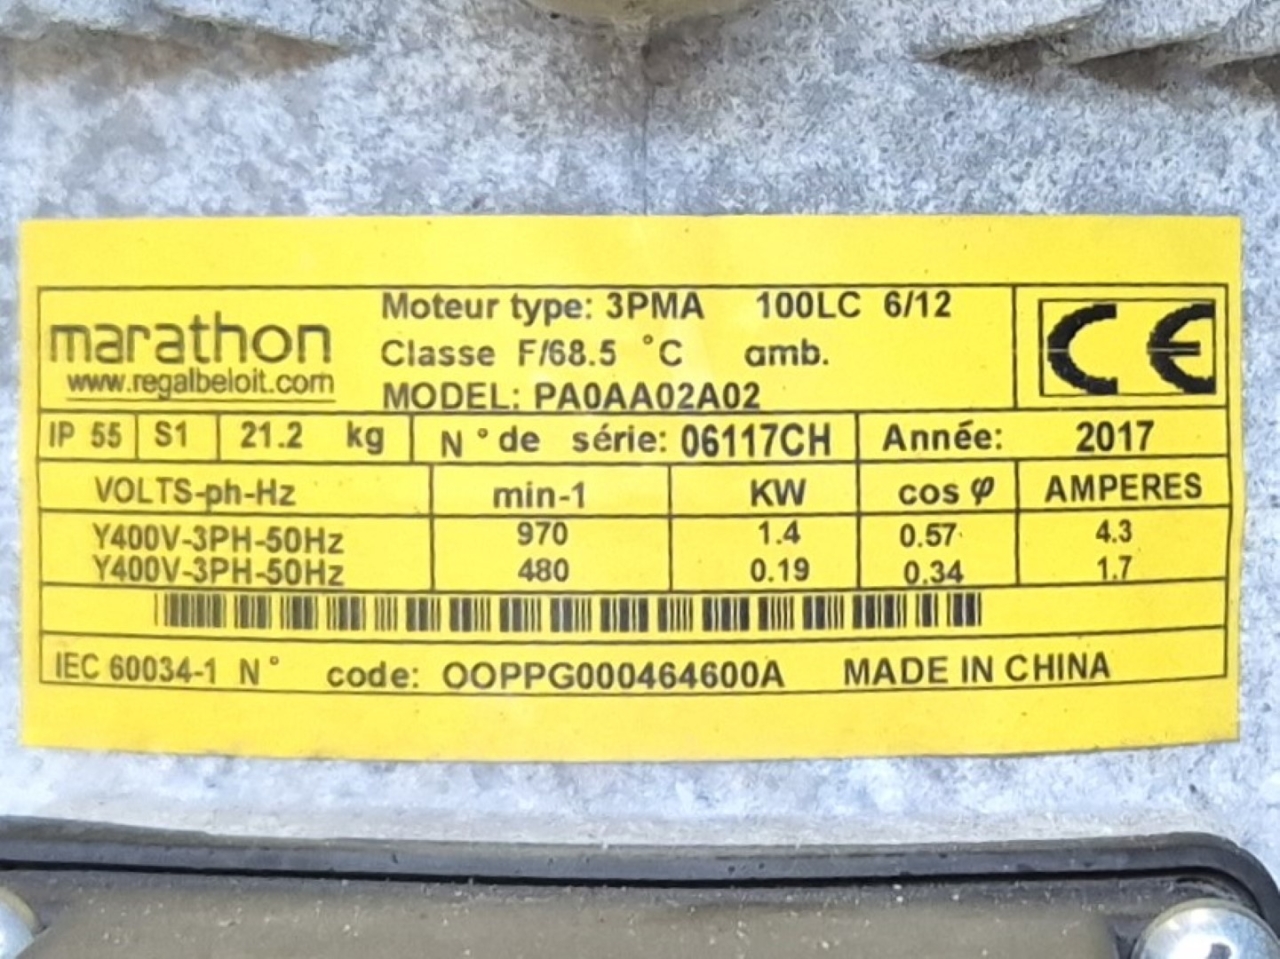 marathon
www.regalbeloit.com
Moteur type: 3PMA 100LC 6/12
Classe F/68.5 °C amb.
MODEL: PA0AA02A02
CE
IP 55 S1 21.2 kg N° de série: 06117CH Année: 2017
VOLTS-ph-Hz min-1 KW cos φ AMPERES
Y400V-3PH-50Hz 970 1.4 0.57 4.3
Y400V-3PH-50Hz 480 0.19 0.34 1.7
IEC 60034-1 N° code: OOPPG000464600A MADE IN CHINA